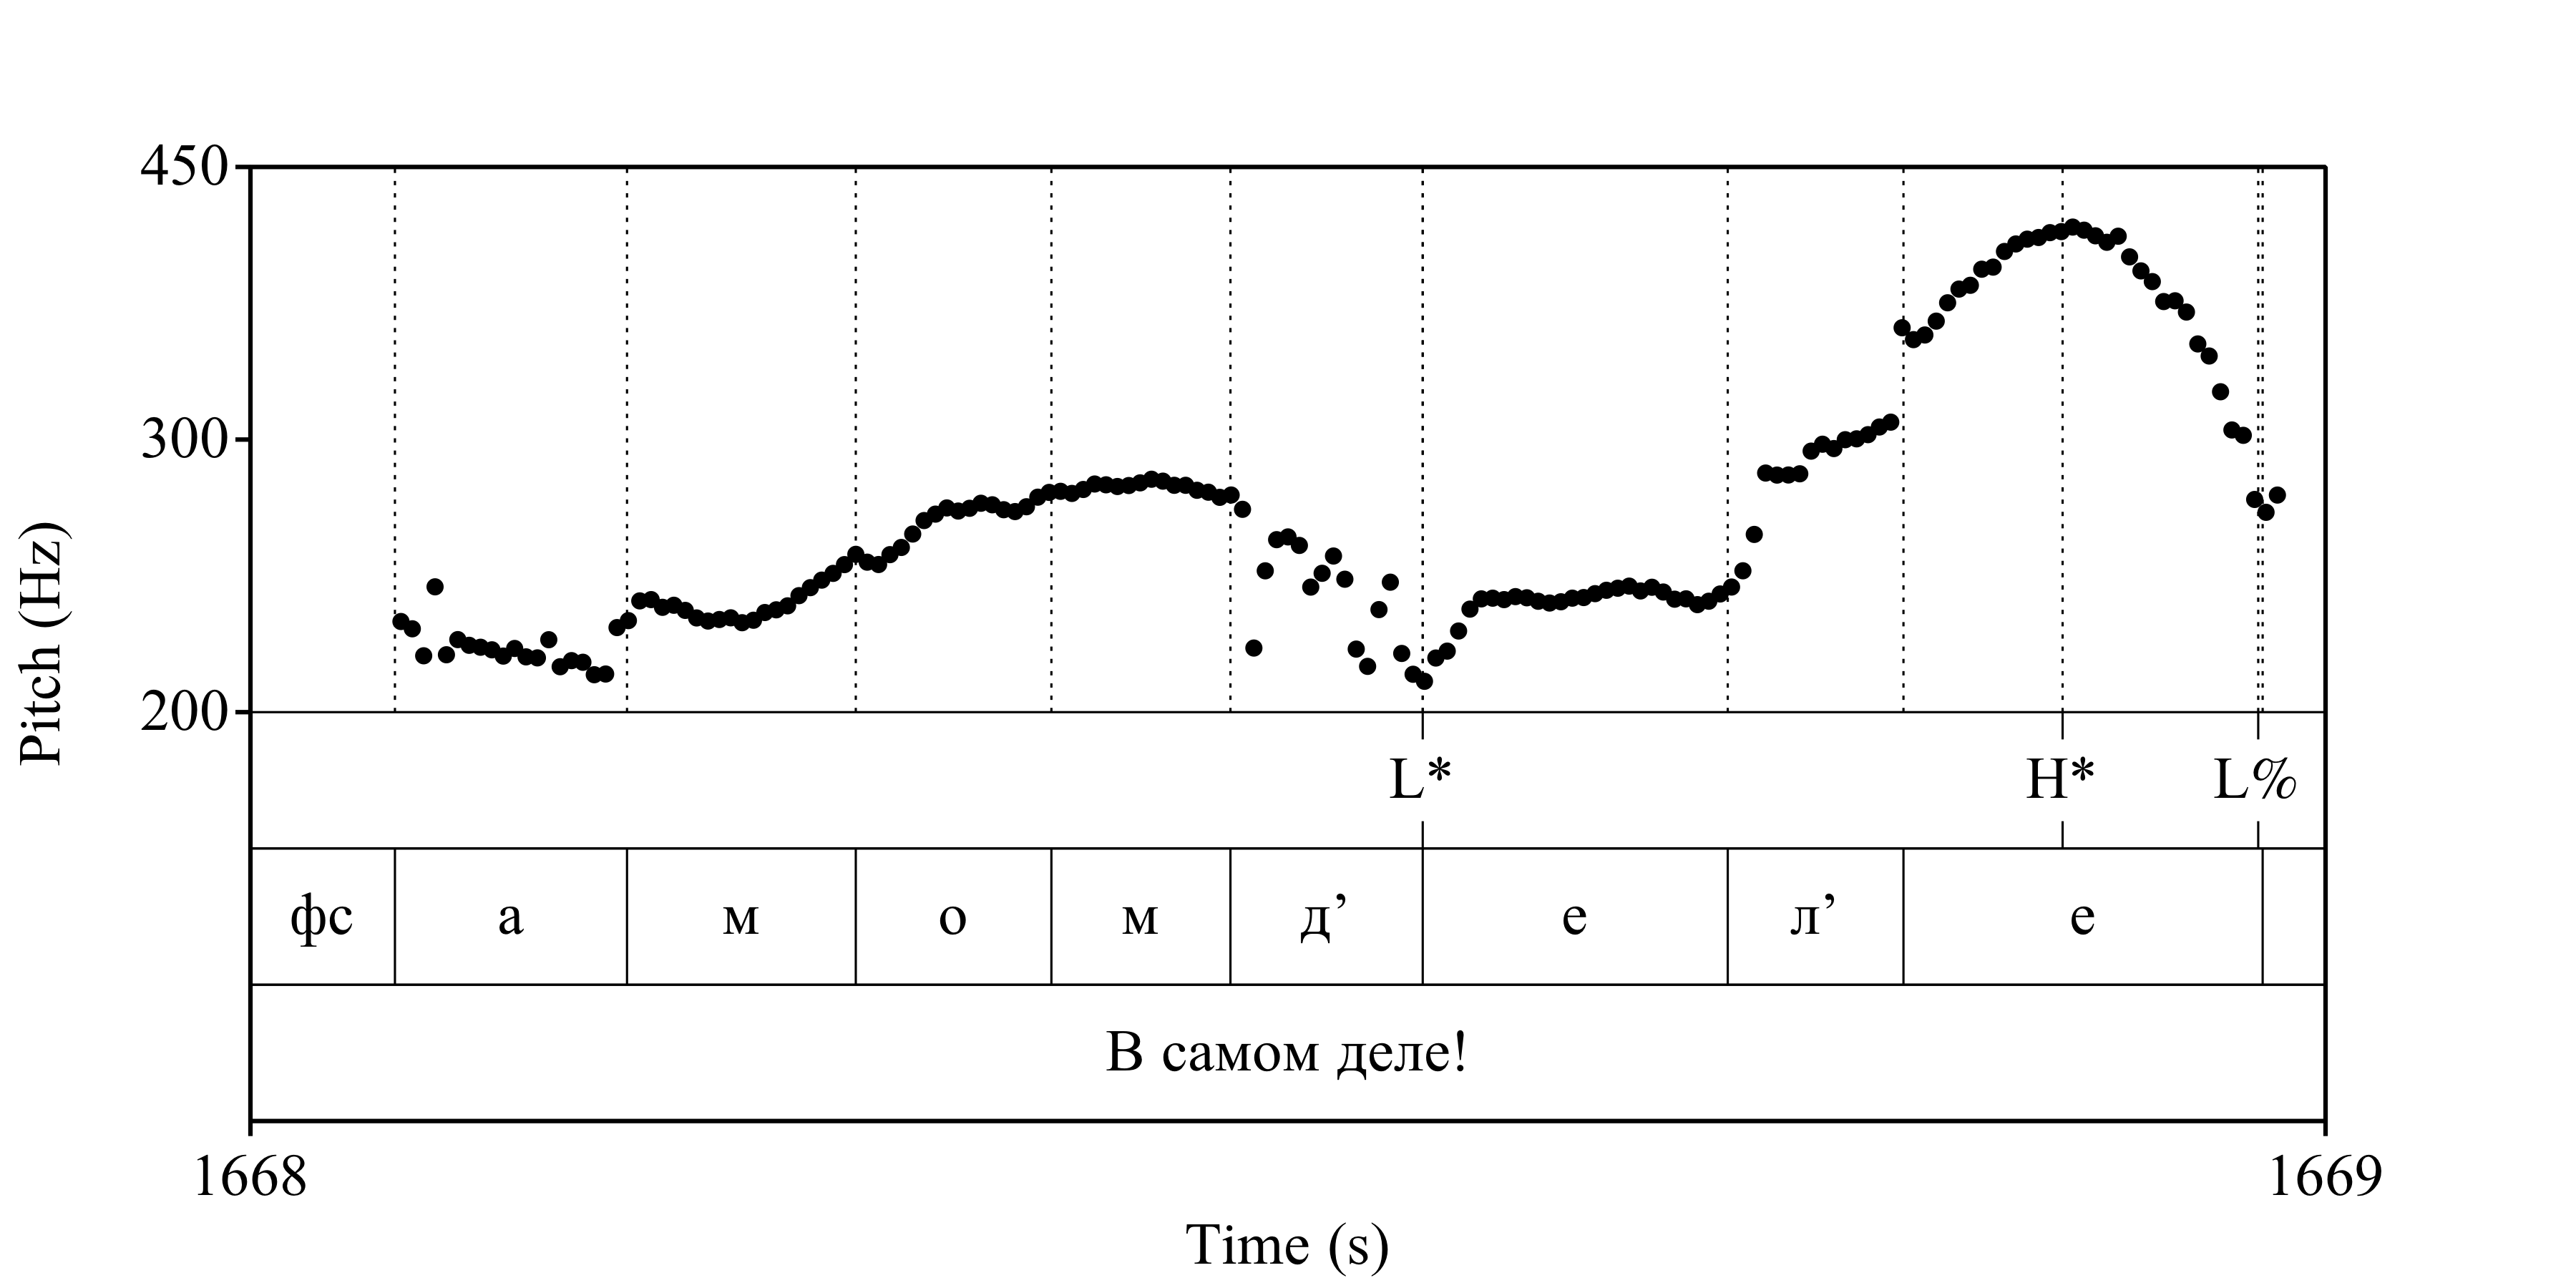 450
300
200
Pitch (Hz)
L* H* L%
фс а м о м д’ е л’ е
В самом деле!
1668 1669
Time (s)